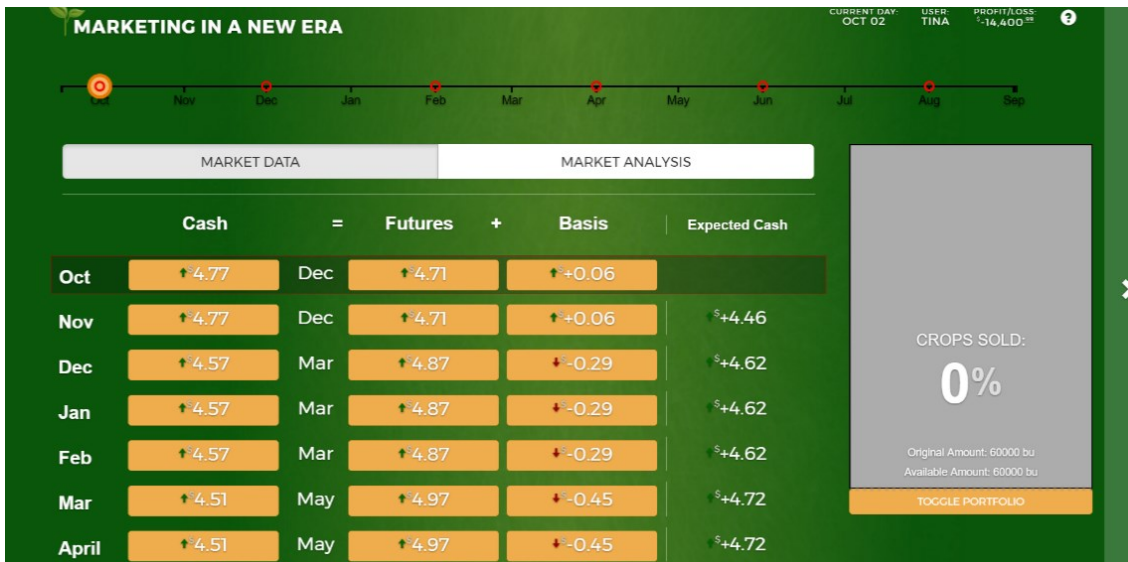 CURRENT DAY: USER: PROFIT/LOSS:
MARKETING IN A NEW ERA OCT 02 TINA $-14,400 ?
Oct Nov Dec Jan Feb Mar Apr May Jun Jul Aug Sep
MARKET DATA MARKET ANALYSIS
Cash = Futures + Basis Expected Cash
Oct $4.77 Dec $4.71 $+0.06
Nov $4.77 Dec $4.71 $+0.06 $+4.46
Dec $4.57 Mar $4.87 $-0.29 $+4.62
Jan $4.57 Mar $4.87 $-0.29 $+4.62
Feb $4.57 Mar $4.87 $-0.29 $+4.62
Mar $4.51 May $4.97 $-0.45 $+4.72
April $4.51 May $4.97 $-0.45 $+4.72
CROPS SOLD:
0%
Original Amount: 60000 bu
Available Amount: 60000 bu
TOGGLE PORTFOLIO